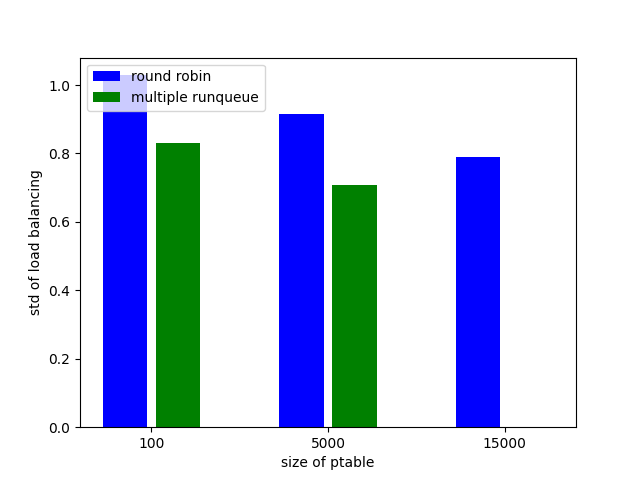 round robin
multiple runqueue
std of load balancing
1.0
0.8
0.6
0.4
0.2
0.0
100
5000
15000
size of ptable